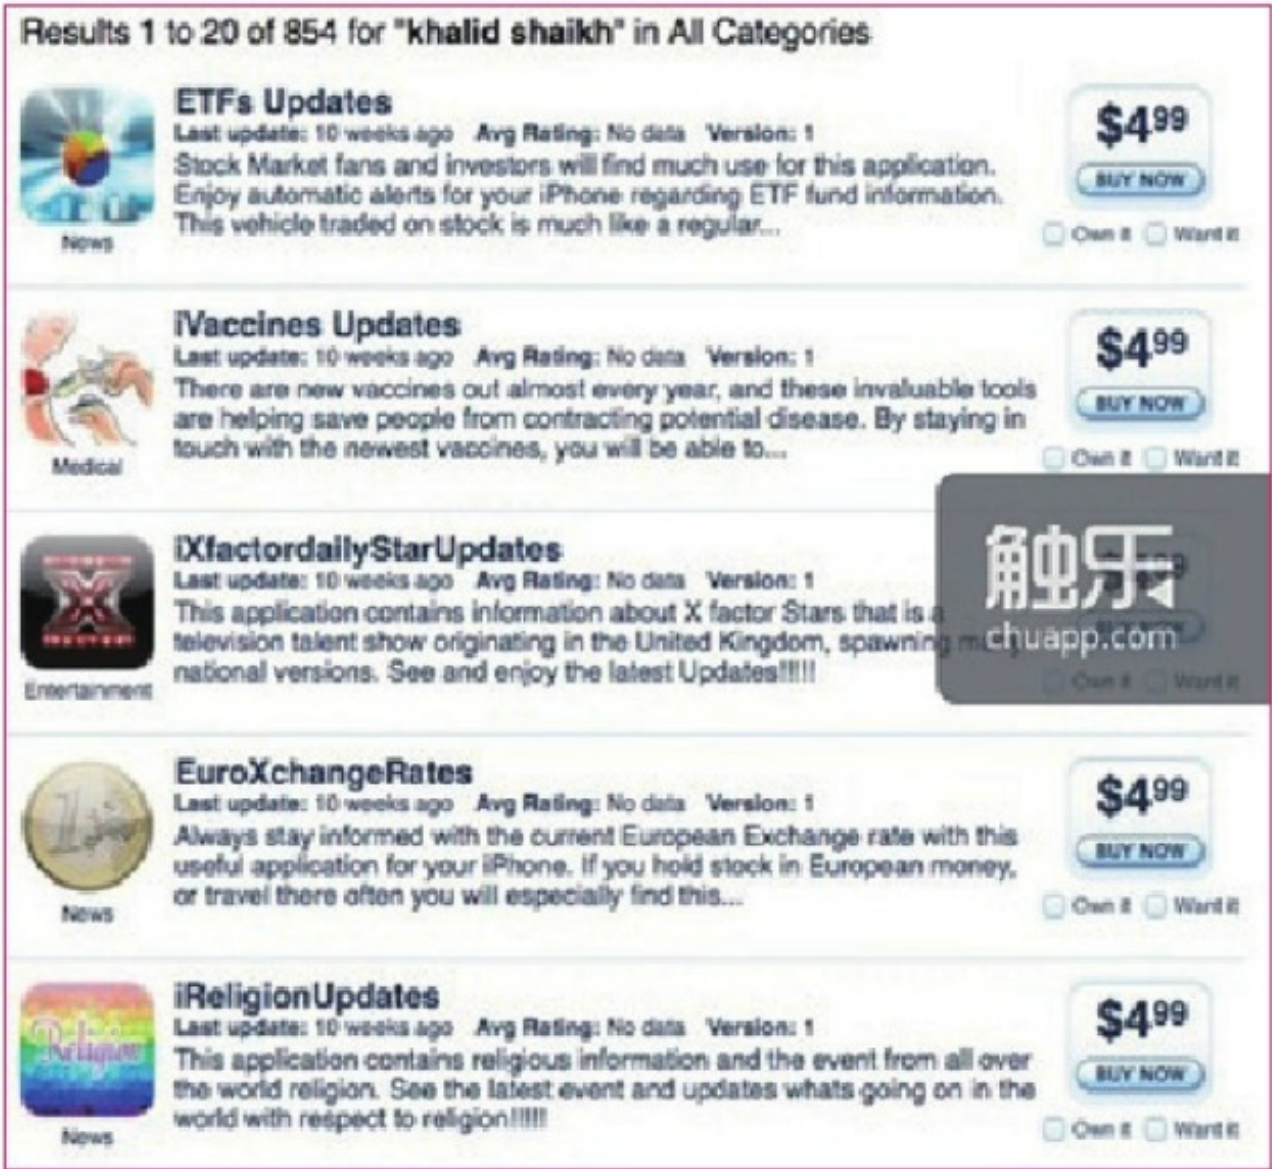 Results 1 to 20 of 854 for "khalid shaikh" in All Categories
ETFs Updates
Last update: 10 weeks ago Avg Rating: No data Version: 1
Stock Market fans and investors will find much use for this application.
Enjoy automatic alerts for your iPhone regarding ETF fund information.
This vehicle traded on stock is much like a regular...
News
$4.99
BUY NOW
Own it Want it
iVaccines Updates
Last update: 10 weeks ago Avg Rating: No data Version: 1
There are new vaccines out almost every year, and these invaluable tools
are helping save people from contracting potential disease. By staying in
touch with the newest vaccines, you will be able to...
Medical
$4.99
BUY NOW
Own it Want it
iXfactordailyStarUpdates
Last update: 10 weeks ago Avg Rating: No data Version: 1
This application contains information about X factor Stars that is a
television talent show originating in the United Kingdom, spawning
national versions. See and enjoy the latest Updates!!!!!
Entertainment
触乐
chuapp.com
Own it Want it
EuroXchangeRates
Last update: 10 weeks ago Avg Rating: No data Version: 1
Always stay informed with the current European Exchange rate with this
useful application for your iPhone. If you hold stock in European money,
or travel there often you will especially find this...
News
$4.99
BUY NOW
Own it Want it
iReligionUpdates
Last update: 10 weeks ago Avg Rating: No data Version: 1
This application contains religious information and the event from all over
the world religion. See the latest event and updates whats going on in the
world with respect to religion!!!!!
Religion
News
$4.99
BUY NOW
Own it Want it